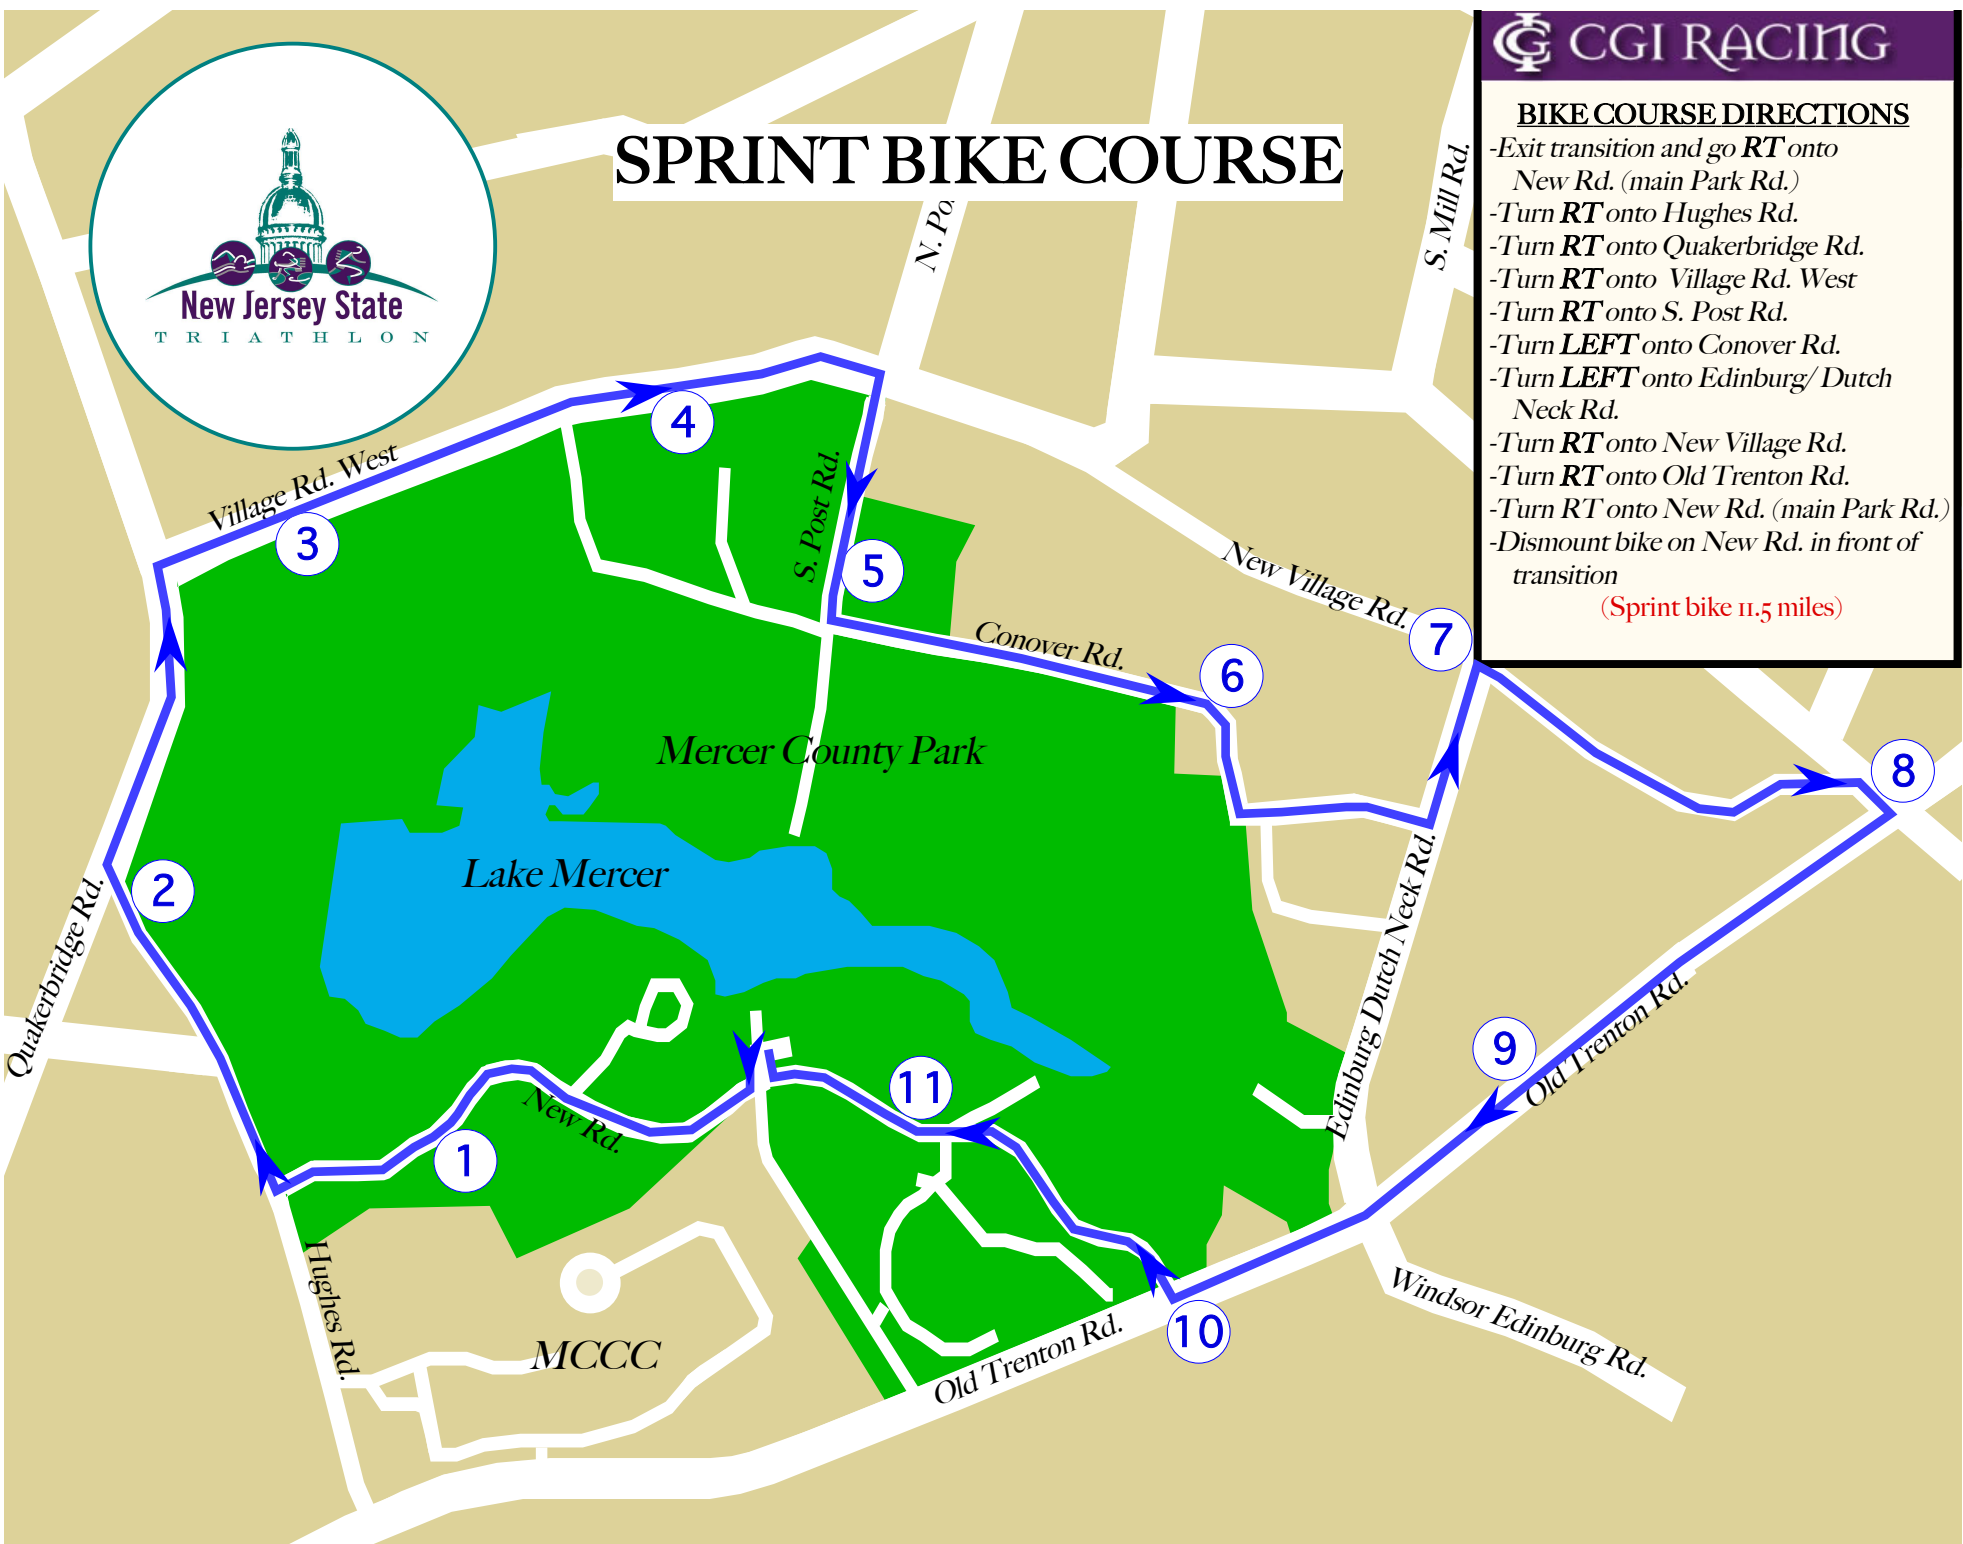 CGI RACING
BIKE COURSE DIRECTIONS
-Exit transition and go RT onto
New Rd. (main Park Rd.)
-Turn RT onto Hughes Rd.
-Turn RT onto Quakerbridge Rd.
-Turn RT onto Village Rd. West
-Turn RT onto S. Post Rd.
-Turn LEFT onto Conover Rd.
-Turn LEFT onto Edinburg/ Dutch
Neck Rd.
-Turn RT onto New Village Rd.
-Turn RT onto Old Trenton Rd.
-Turn RT onto New Rd. (main Park Rd.)
-Dismount bike on New Rd. in front of
transition
(Sprint bike 11.5 miles)
SPRINT BIKE COURSE
New Jersey State
TRIATHLON
N. Po
S. Mill Rd.
Village Rd. West
4
3
S. Post Rd.
5
New Village Rd.
7
Conover Rd.
6
Mercer County Park
8
Lake Mercer
2
Quakerbridge Rd.
Edinburg Dutch Neck Rd.
9
Old Trenton Rd.
11
New Rd.
1
Hughes Rd.
10
MCCC
Old Trenton Rd.
Windsor Edinburg Rd.